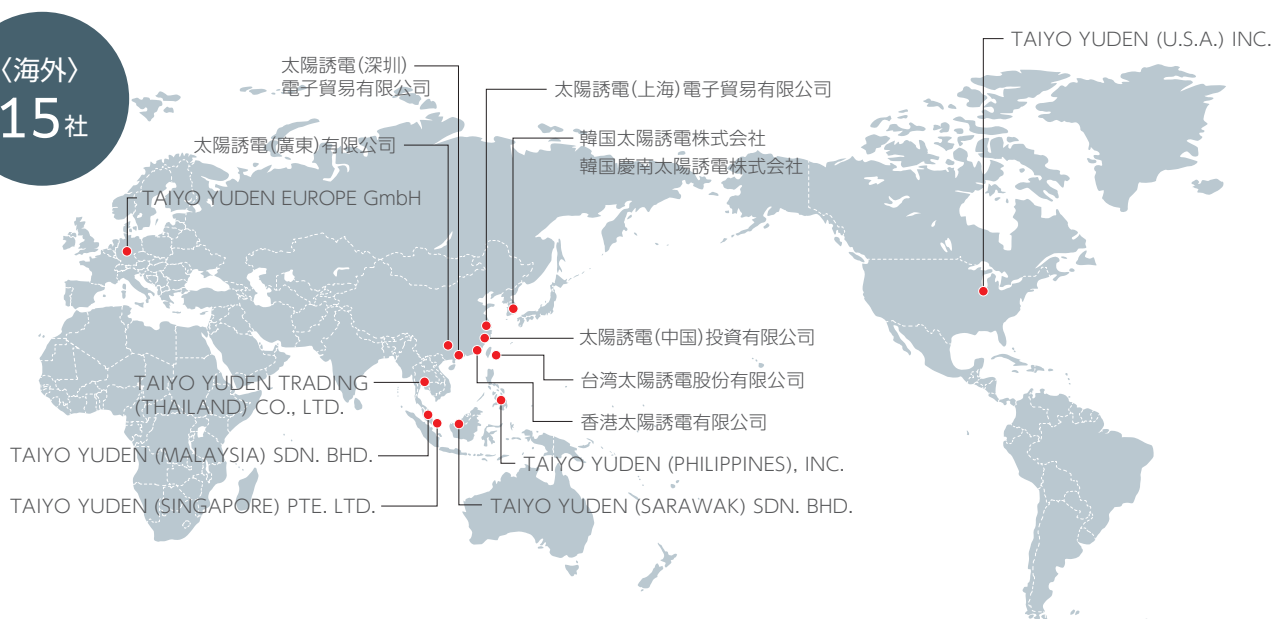 〈海外〉
15社
TAIYO YUDEN (U.S.A.) INC.
太陽誘電(深圳)
電子貿易有限公司
太陽誘電(上海)電子貿易有限公司
太陽誘電(廣東)有限公司
韓国太陽誘電株式会社
韓国慶南太陽誘電株式会社
TAIYO YUDEN EUROPE GmbH
太陽誘電(中国)投資有限公司
台湾太陽誘電股份有限公司
香港太陽誘電有限公司
TAIYO YUDEN TRADING
(THAILAND) CO., LTD.
TAIYO YUDEN (MALAYSIA) SDN. BHD.
TAIYO YUDEN (PHILIPPINES), INC.
TAIYO YUDEN (SINGAPORE) PTE. LTD.
TAIYO YUDEN (SARAWAK) SDN. BHD.